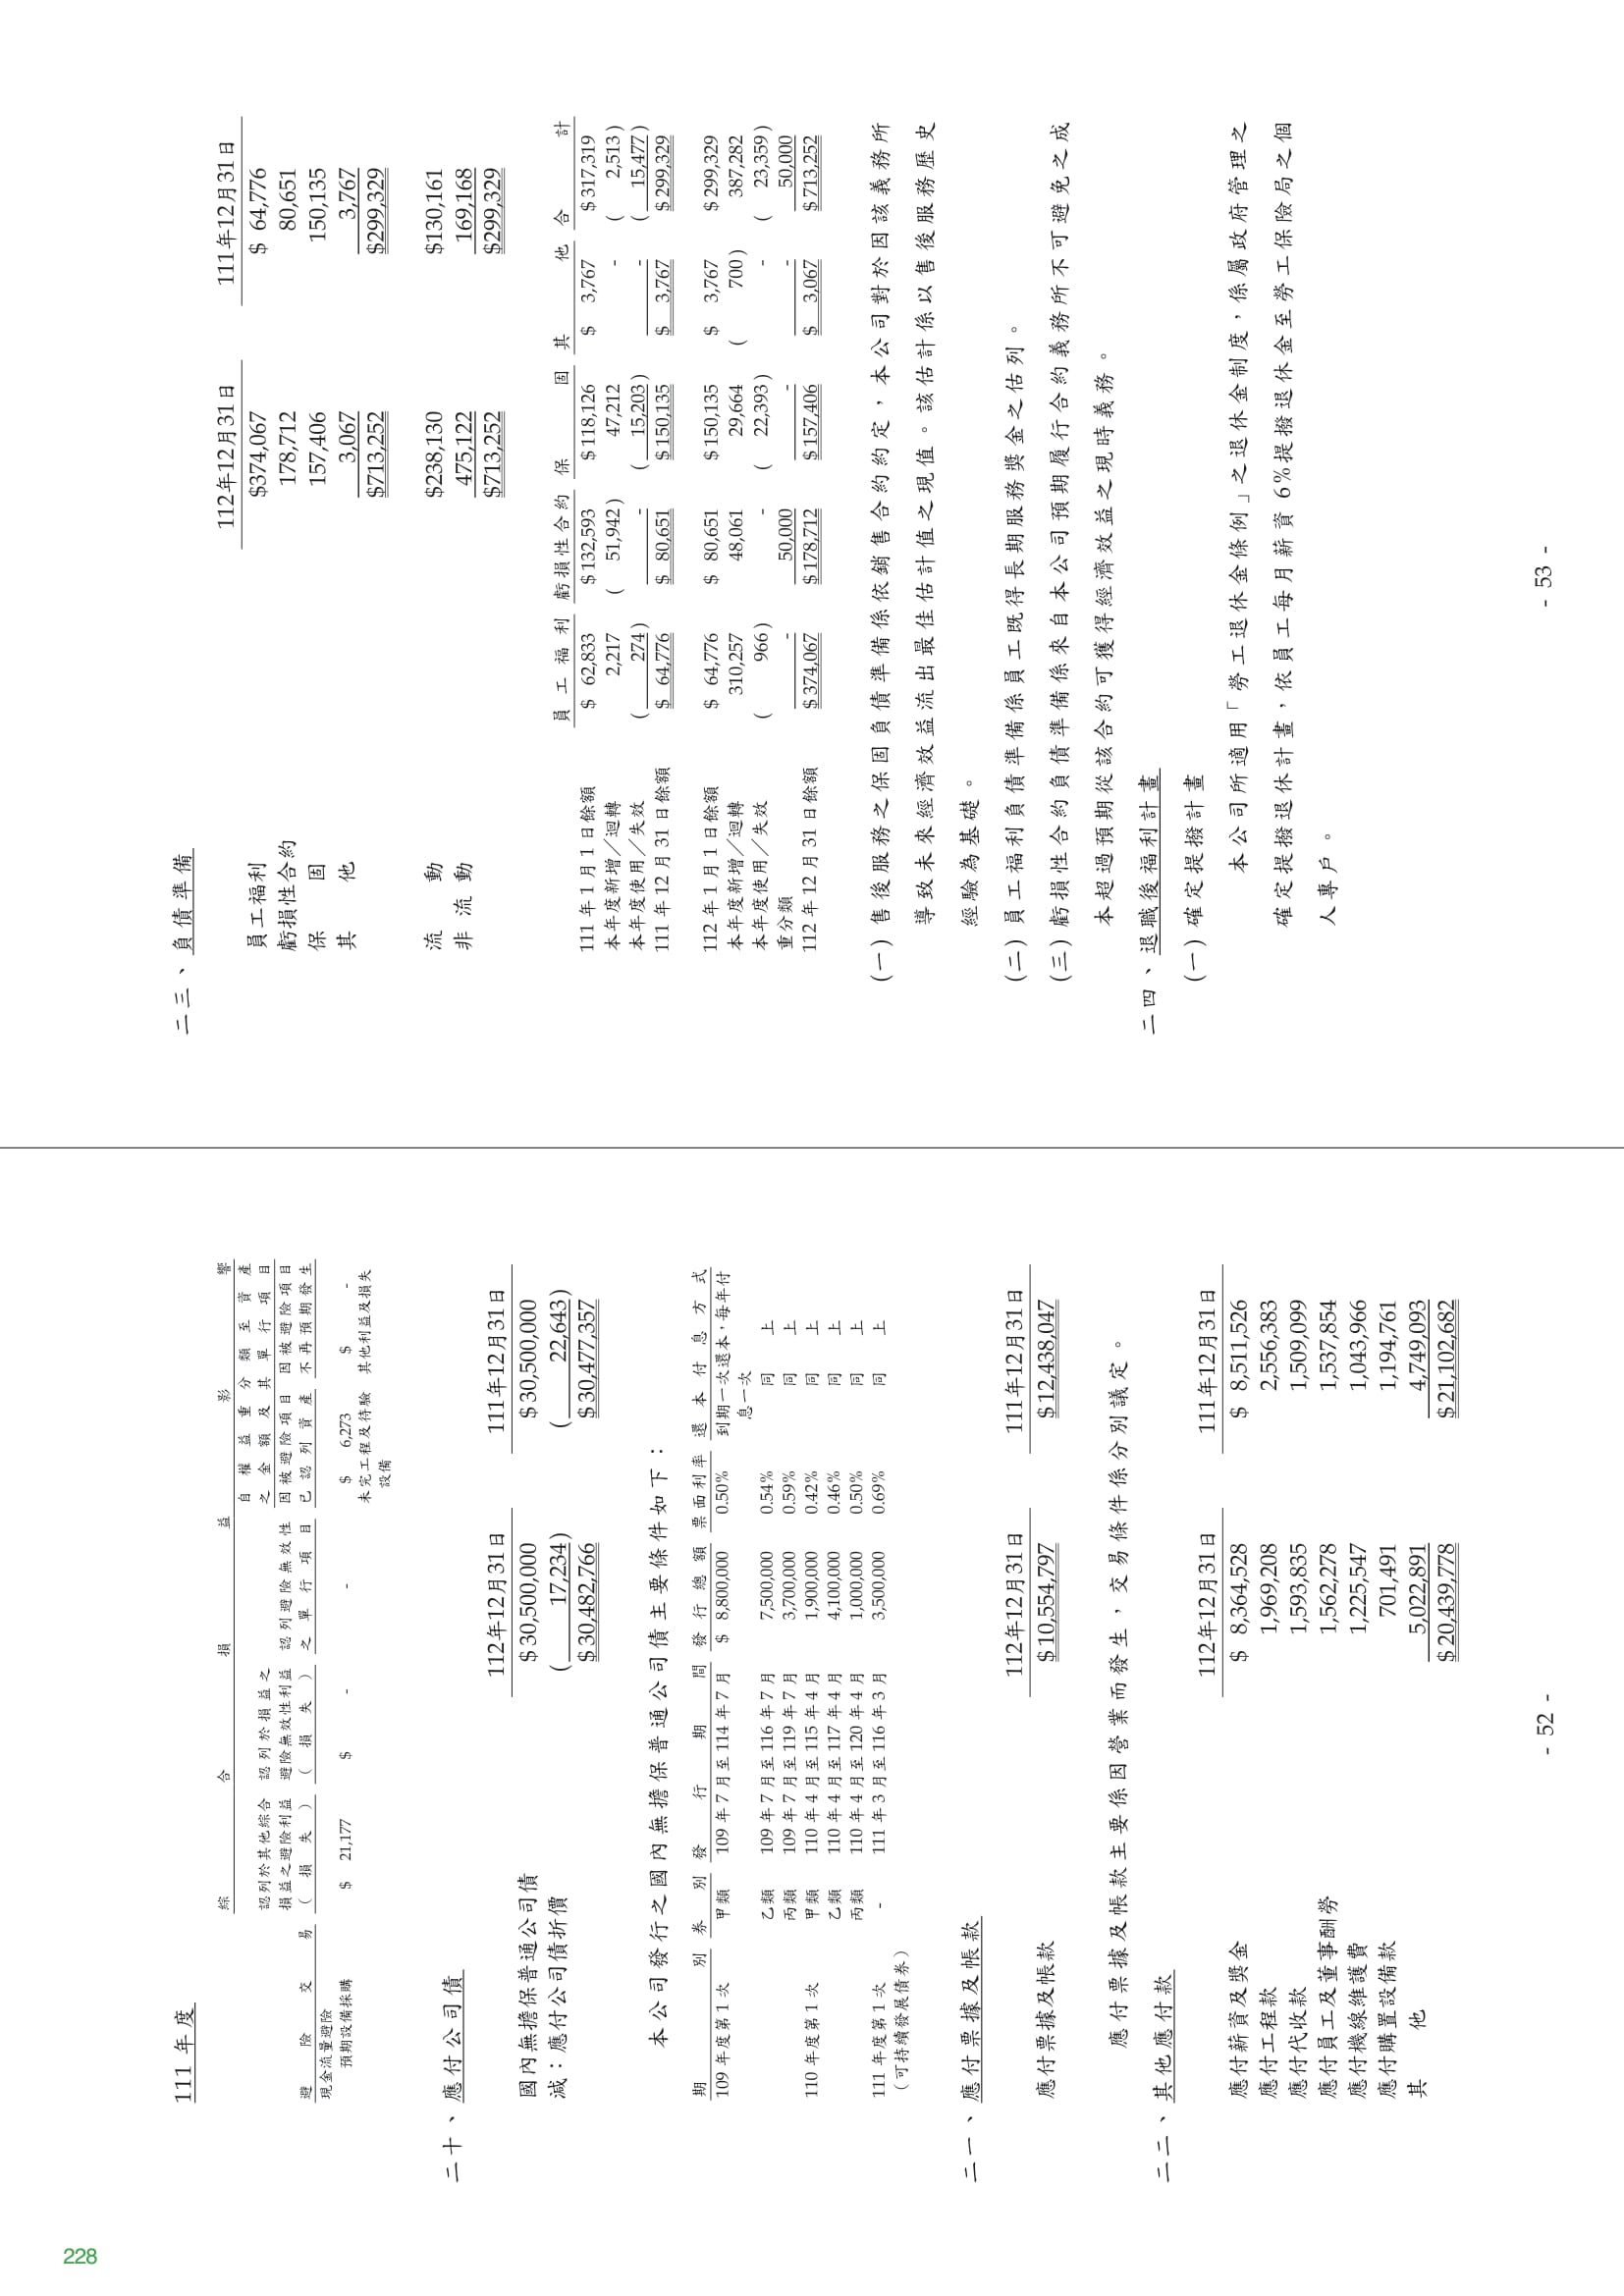 111 年度
綜合損益影響
自權益重分類至資產
之金額及其單行項目
認列於其他綜合 認列於損益之 因被避險項目 因被避險項目
損益之避險利益 避險無效性利益 認列避險無效性 已認列資產 不再預期發生
避險交易 (損失) (損失) 之單行項目
現金流量避險
預期設備採購 $ 21,177 $ - - $ 6,273 $ -
未完工程及待驗設備 其他利益及損失
二十、應付公司債
112年12月31日 111年12月31日
國內無擔保普通公司債 $ 30,500,000 $ 30,500,000
減：應付公司債折價 ( 17,234 ) ( 22,643 )
$ 30,482,766 $ 30,477,357
本公司發行之國內無擔保普通公司債主要條件如下：
期別 券別 發行期間 發行總額 票面利率 還本付息方式
109 年度第 1 次 甲類 109 年 7 月至 114 年 7 月 $ 8,800,000 0.50% 到期一次還本，每年付
息一次
乙類 109 年 7 月至 116 年 7 月 7,500,000 0.54% 同上
丙類 109 年 7 月至 119 年 7 月 3,700,000 0.59% 同上
110 年度第 1 次 甲類 110 年 4 月至 115 年 4 月 1,900,000 0.42% 同上
乙類 110 年 4 月至 117 年 4 月 4,100,000 0.46% 同上
丙類 110 年 4 月至 120 年 4 月 1,000,000 0.50% 同上
111 年度第 1 次 - 111 年 3 月至 116 年 3 月 3,500,000 0.69% 同上
（可持續發展債券）
二一、應付票據及帳款
112年12月31日 111年12月31日
應付票據及帳款 $ 10,554,797 $ 12,438,047
應付票據及帳款主要係因營業而發生，交易條件係分別議定。
二二、其他應付款
112年12月31日 111年12月31日
應付薪資及獎金 $ 8,364,528 $ 8,511,526
應付工程款 1,969,208 2,556,383
應付代收款 1,593,835 1,509,099
應付員工及董事酬勞 1,562,278 1,537,854
應付機線維護費 1,225,547 1,043,966
應付購置設備款 701,491 1,194,761
其他 5,022,891 4,749,093
$ 20,439,778 $ 21,102,682
- 52 -
二三、負債準備
112年12月31日 111年12月31日
員工福利 $374,067 $ 64,776
虧損性合約 178,712 80,651
保固 157,406 150,135
其他 3,067 3,767
$713,252 $299,329
流動 $238,130 $130,161
非流動 475,122 169,168
$713,252 $299,329
員工福利 虧損性合約 保固 其他 合計
111 年 1 月 1 日餘額 $ 62,833 $ 132,593 $ 118,126 $ 3,767 $ 317,319
本年度新增／迴轉 2,217 ( 51,942 ) 47,212 - ( 2,513 )
本年度使用／失效 ( 274 ) - ( 15,203 ) - ( 15,477 )
111 年 12 月 31 日餘額 $ 64,776 $ 80,651 $ 150,135 $ 3,767 $ 299,329
112 年 1 月 1 日餘額 $ 64,776 $ 80,651 $ 150,135 $ 3,767 $ 299,329
本年度新增／迴轉 310,257 48,061 29,664 ( 700 ) 387,282
本年度使用／失效 ( 966 ) - ( 22,393 ) - ( 23,359 )
重分類 - 50,000 - - 50,000
112 年 12 月 31 日餘額 $ 374,067 $ 178,712 $ 157,406 $ 3,067 $ 713,252
(一) 售後服務之保固負債準備係依銷售合約約定，本公司對於因該義務所
導致未來經濟效益流出最佳估計值之現值。該估計係以售後服務歷史
經驗為基礎。
(二) 員工福利負債準備係員工既得長期服務獎金之估列。
(三) 虧損性合約負債準備係來自本公司預期履行合約義務所不可避免之成
本超過預期從該合約可獲得經濟效益之現時義務。
二四、退職後福利計畫
(一) 確定提撥計畫
本公司所適用「勞工退休金條例」之退休金制度，係屬政府管理之
確定提撥退休計畫，依員工每月薪資 6%提撥退休金至勞工保險局之個
人專戶。
- 53 -
228